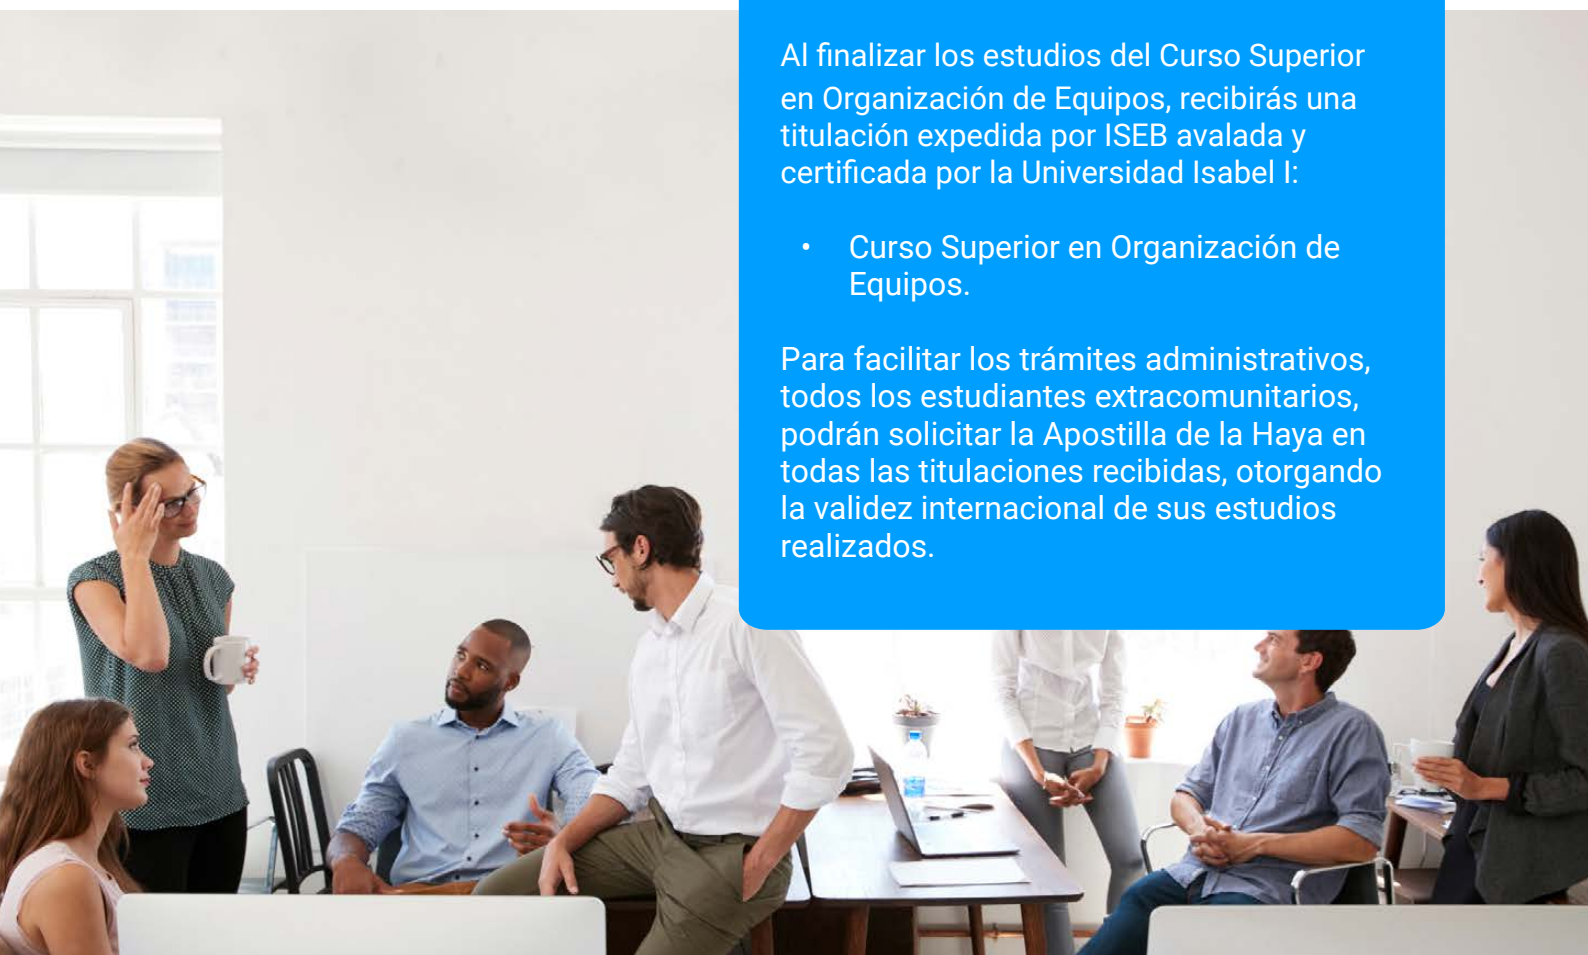 Al finalizar los estudios del Curso Superior
en Organización de Equipos, recibirás una
titulación expedida por ISEB avalada y
certificada por la Universidad Isabel I:
• Curso Superior en Organización de
Equipos.
Para facilitar los trámites administrativos,
todos los estudiantes extracomunitarios,
podrán solicitar la Apostilla de la Haya en
todas las titulaciones recibidas, otorgando
la validez internacional de sus estudios
realizados.